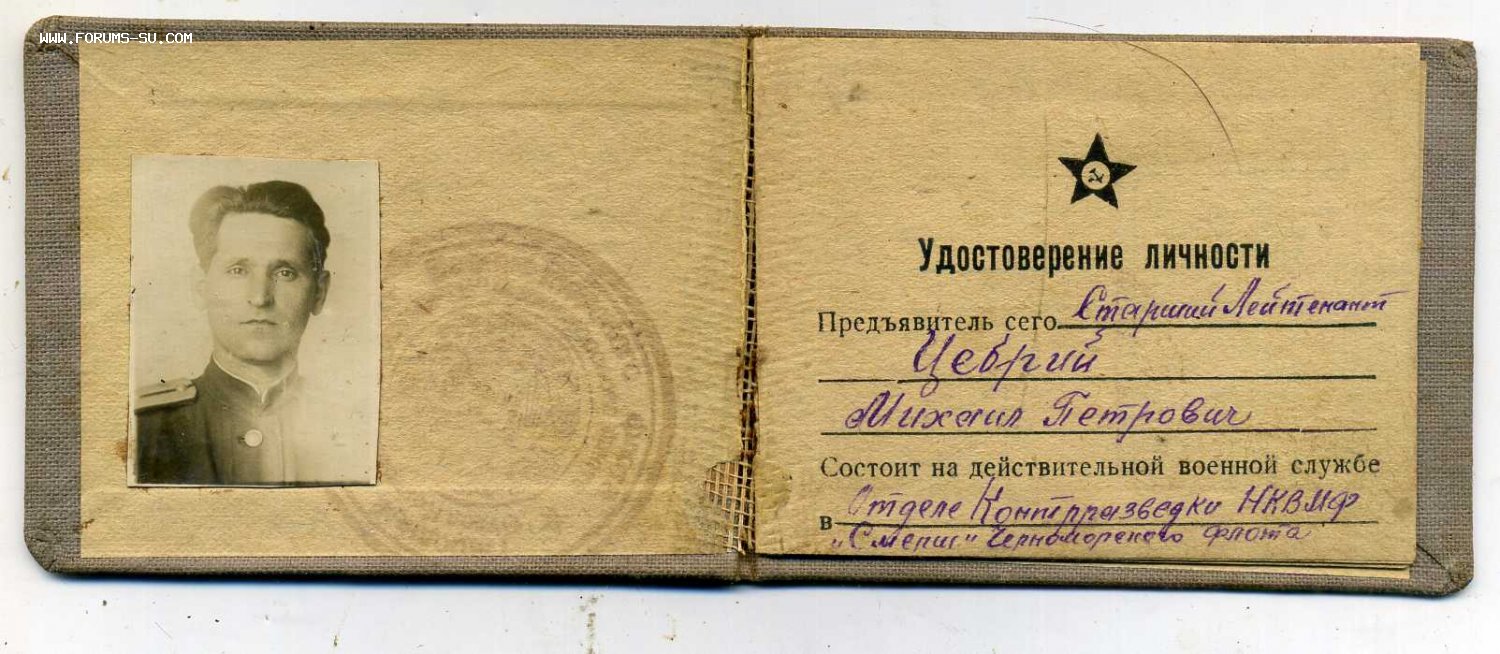 WWW.FORUMS-SU.COM
Удостоверение личности
Предъявитель сего Старший Лейтенант
Цебрий
Михаил Петрович
Состоит на действительной военной службе
в Отделе Контрразведки НКВМФ
"Смерш" Черноморского флота